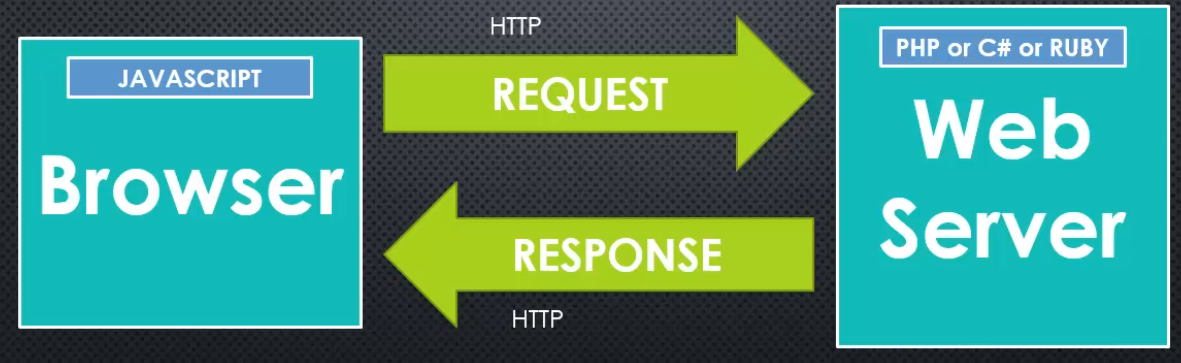 JAVASCRIPT
Browser
HTTP
REQUEST
RESPONSE
HTTP
PHP or C# or RUBY
Web
Server